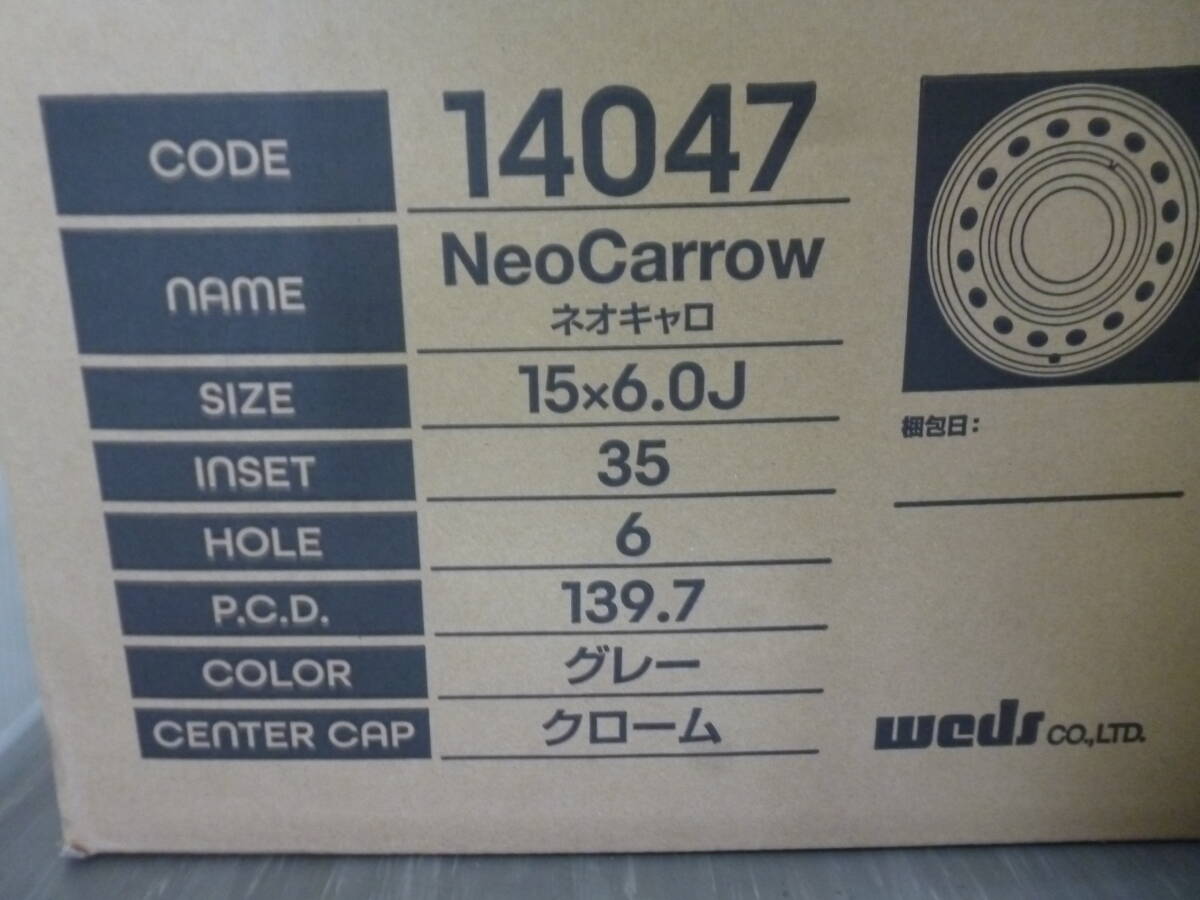 CODE 14047
NAME NeoCarrow
ネオキャロ
SIZE 15×6.0J
INSET 35
HOLE 6
P.C.D. 139.7
COLOR グレー
CENTER CAP クローム
梱包日:
weds CO.,LTD.